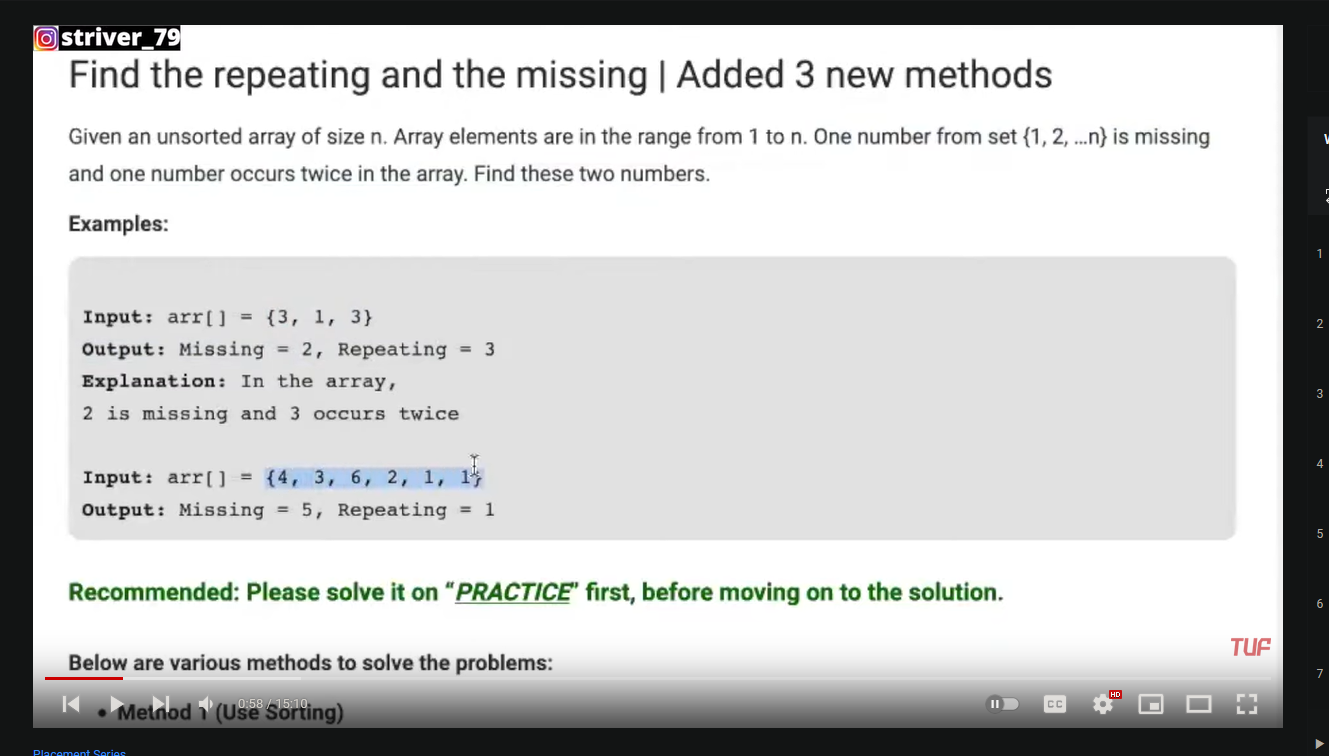 striver_79
Find the repeating and the missing | Added 3 new methods
Given an unsorted array of size n. Array elements are in the range from 1 to n. One number from set {1, 2, …n} is missing
and one number occurs twice in the array. Find these two numbers.
Examples:
Input: arr[] = {3, 1, 3}
Output: Missing = 2, Repeating = 3
Explanation: In the array,
2 is missing and 3 occurs twice
Input: arr[] = {4, 3, 6, 2, 1, 1}
Output: Missing = 5, Repeating = 1
Recommended: Please solve it on “PRACTICE” first, before moving on to the solution.
TUF
Below are various methods to solve the problems:
• Method 1 (Use Sorting)
0:58 / 15:10
CC
HD
Placement Series
1
2
3
4
5
6
7